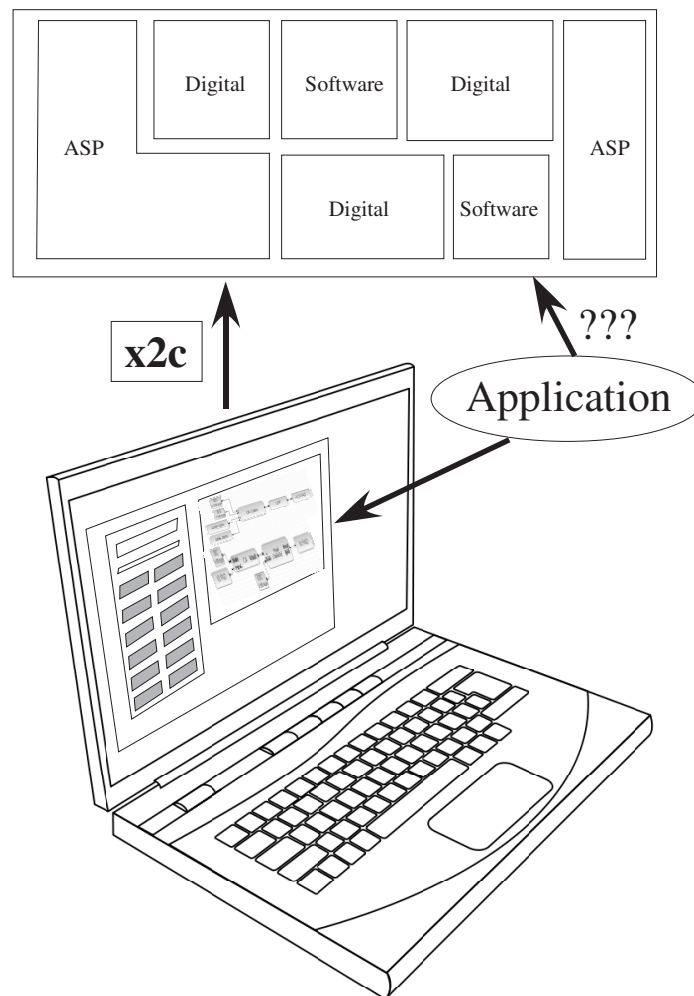 Digital
Software
Digital
ASP
ASP
Digital
Software
x2c
???
Application